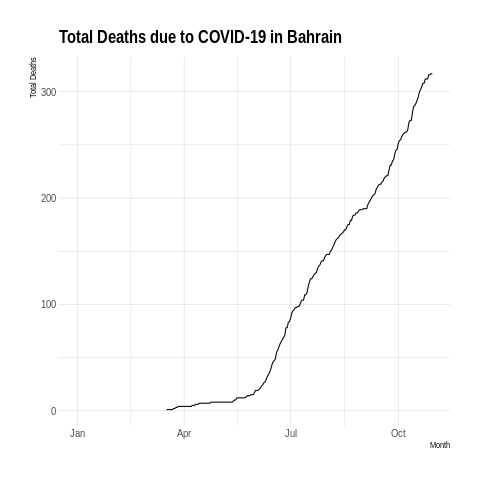 Total Deaths due to COVID-19 in Bahrain
Total Deaths
300
200
100
0
Jan Apr Jul Oct
Month